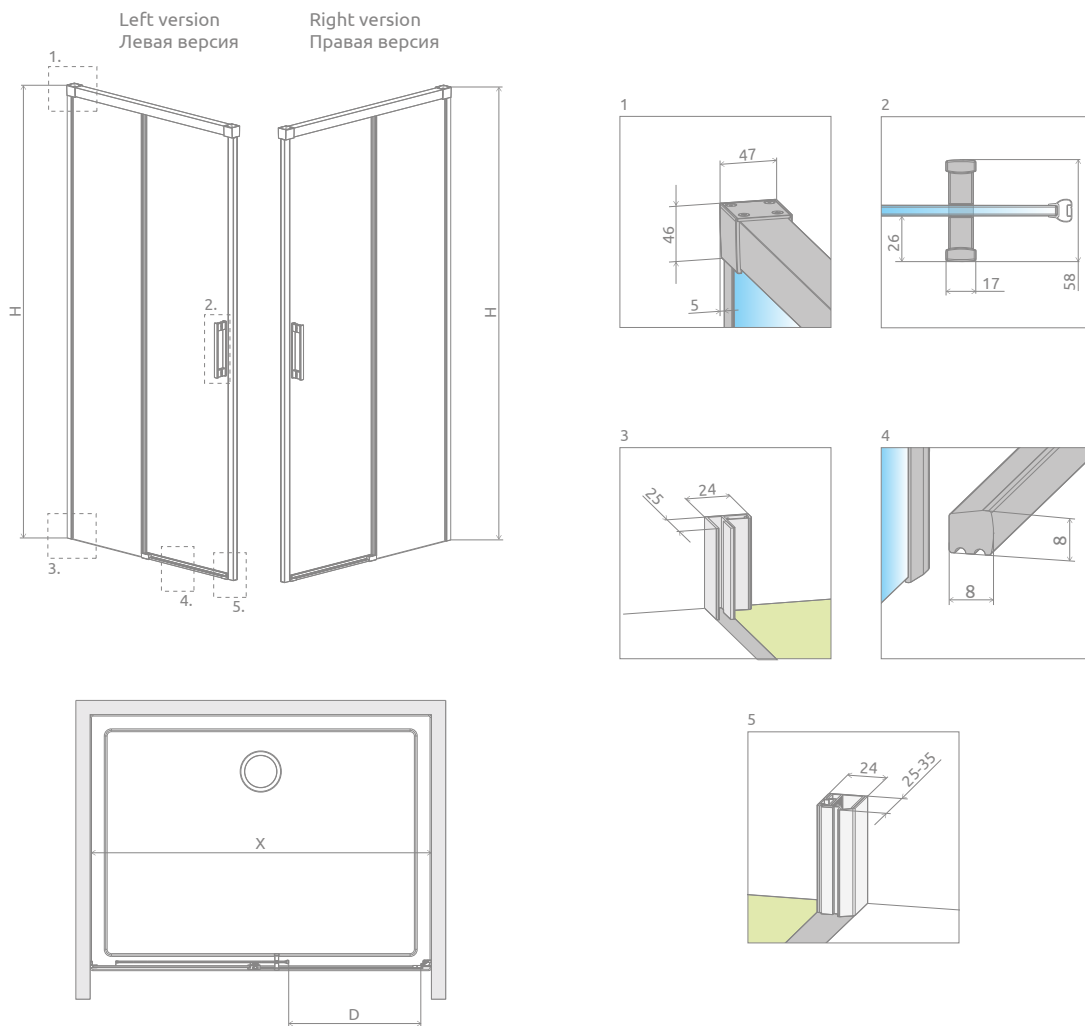 Left version
Левая версия
Right version
Правая версия
1.
H
2.
3.
4.
5.
H
1
47
46
5
2
26
17
58
3
25
24
4
8
8
5
24
25-35
X
D